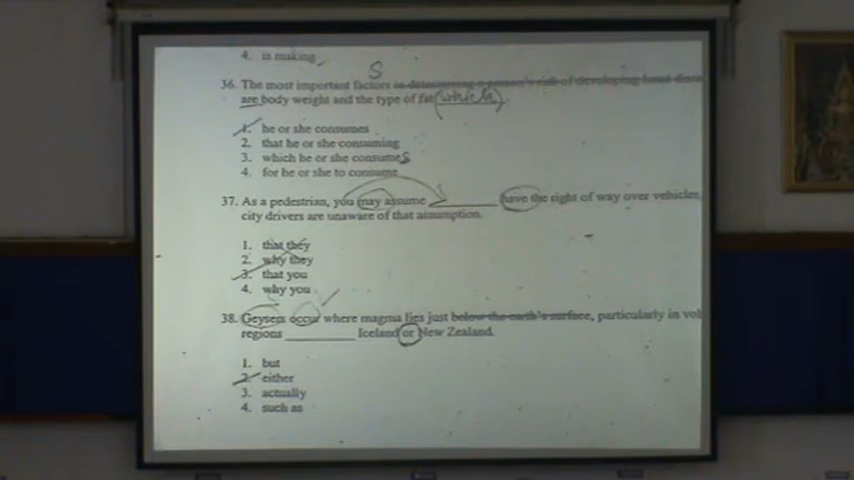 4. is making
S
36. The most important factors in determining a person's risk of developing heart
are body weight and the type of fat (which).
1. he or she consumes
2. that he or she consuming
3. which he or she consumes
4. for he or she to consume
37. As a pedestrian, you may assume ________ have the right of way over vehicles,
city drivers are unaware of that assumption.
1. that they
2. why they
3. that you
4. why you
38. Geysers occur where magma lies just below the earth's surface, particularly in vol
regions ________ Iceland or New Zealand.
1. but
2. either
3. actually
4. such as